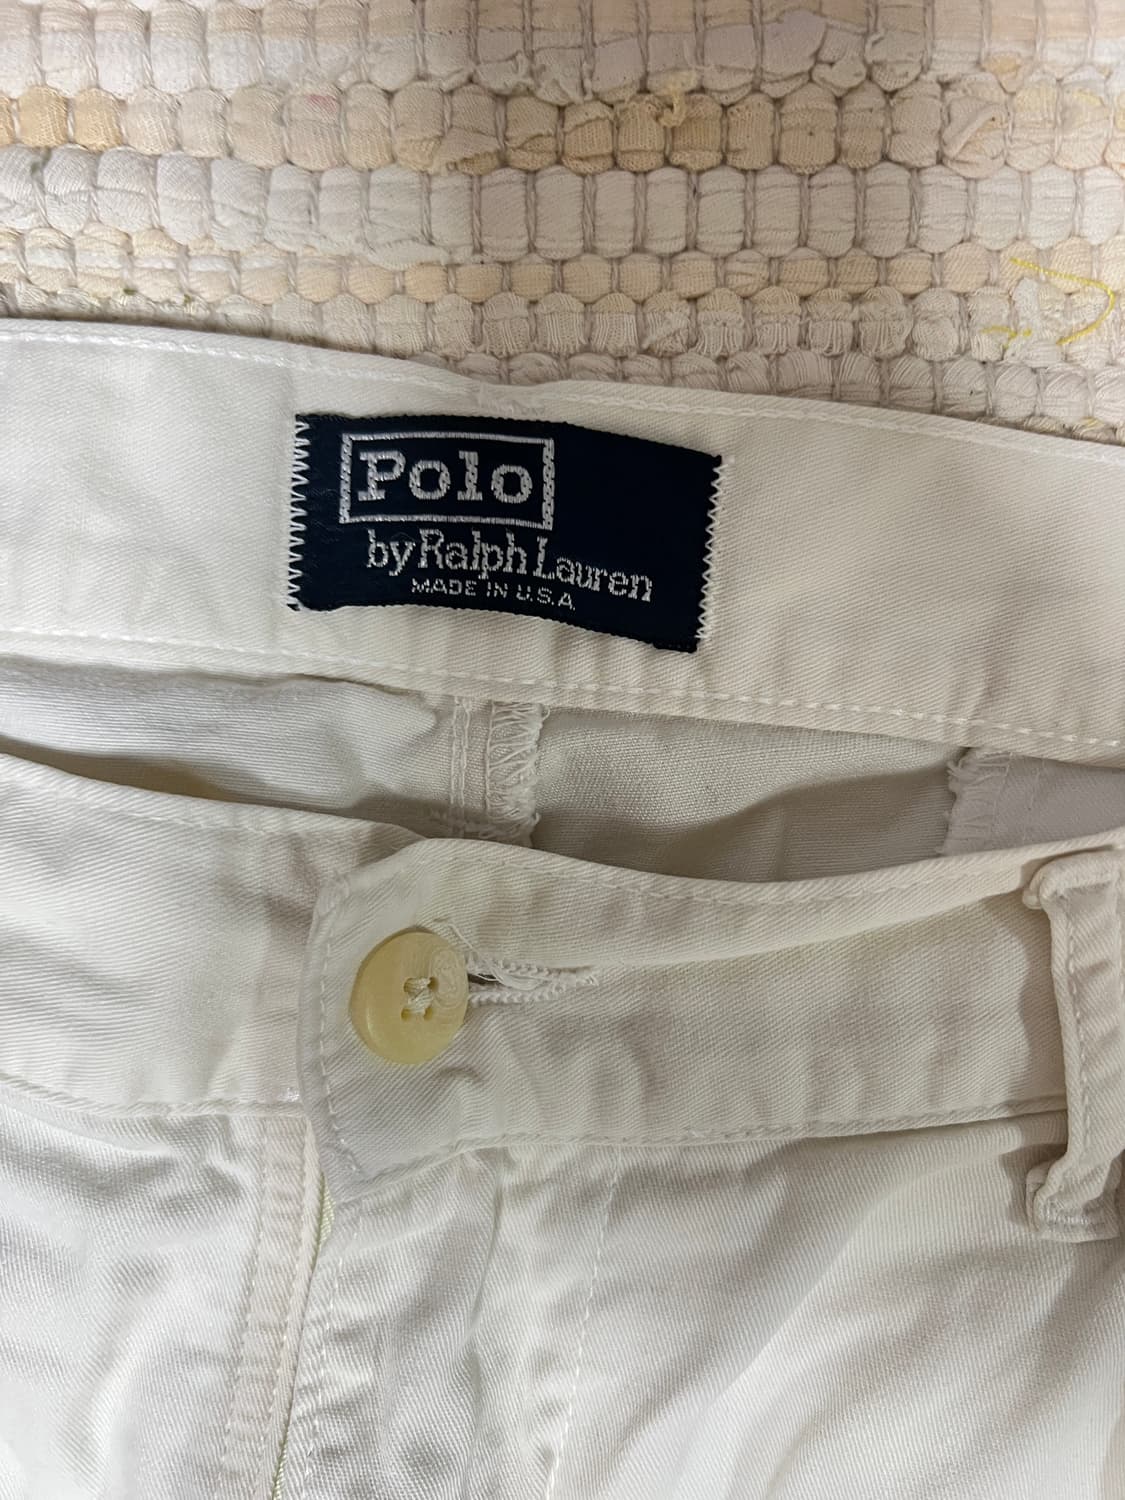 Polo
by Ralph Lauren
MADE IN U.S.A.